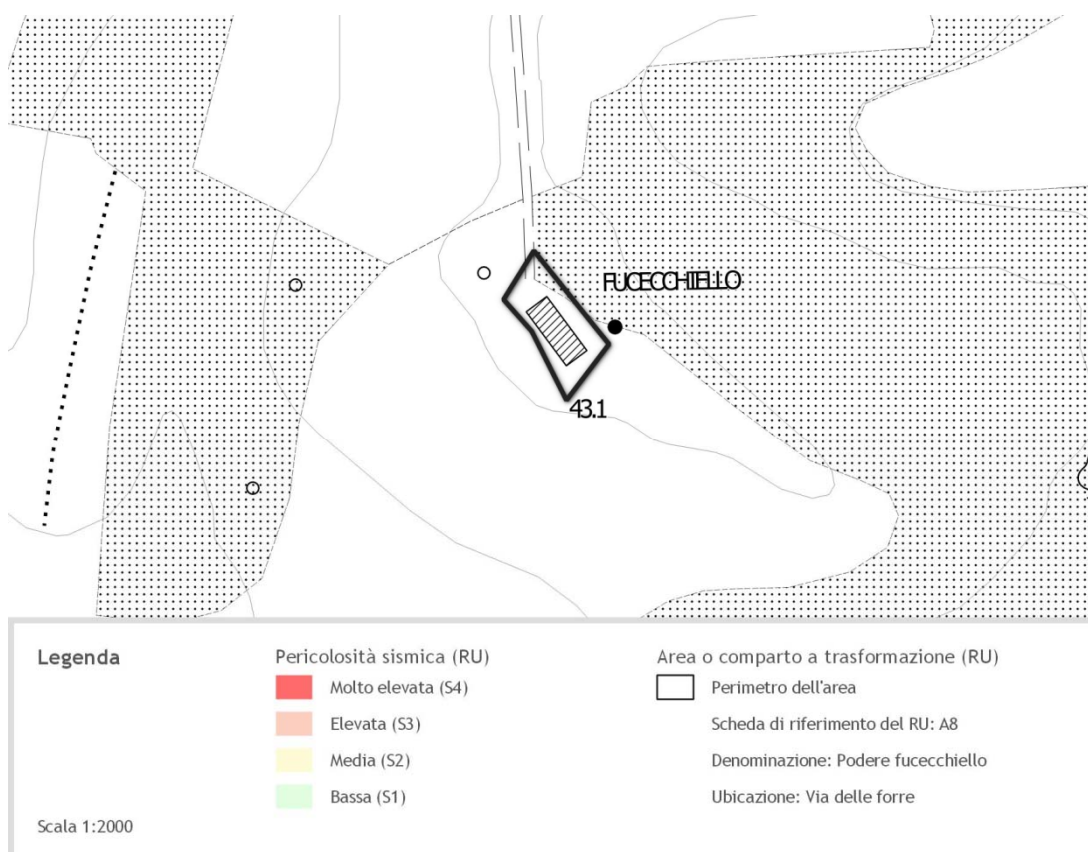 FUCECCHIELLO
43.1
Legenda
Pericolosità sismica (RU)
Molto elevata (S4)
Elevata (S3)
Media (S2)
Bassa (S1)
Area o comparto a trasformazione (RU)
Perimetro dell'area
Scheda di riferimento del RU: A8
Denominazione: Podere fucecchiello
Ubicazione: Via delle forre
Scala 1:2000